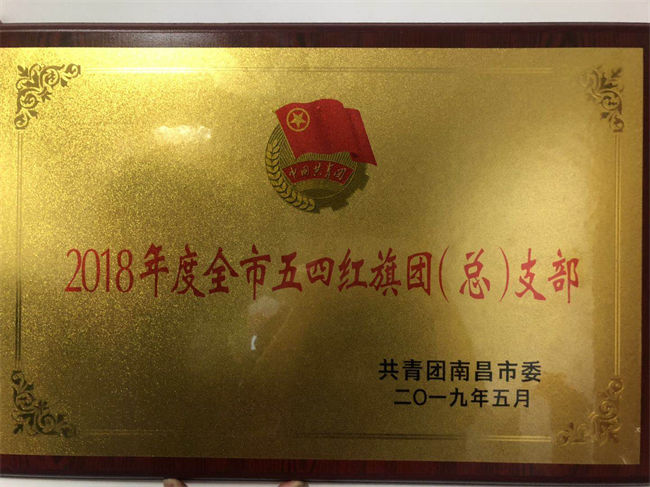 中国共青团
2018年度全市五四红旗团(总)支部
共青团南昌市委
二〇一九年五月